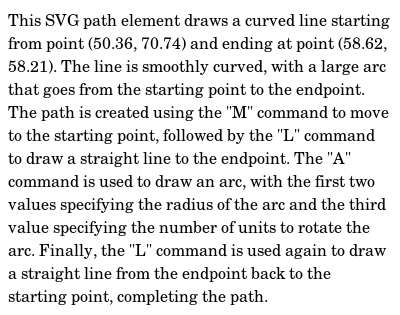 This SVG path element draws a curved line starting
from point (50.36, 70.74) and ending at point (58.62,
58.21). The line is smoothly curved, with a large arc
that goes from the starting point to the endpoint.
The path is created using the "M" command to move
to the starting point, followed by the "L" command
to draw a straight line to the endpoint. The "A"
command is used to draw an arc, with the first two
values specifying the radius of the arc and the third
value specifying the number of units to rotate the
arc. Finally, the "L" command is used again to draw
a straight line from the endpoint back to the
starting point, completing the path.